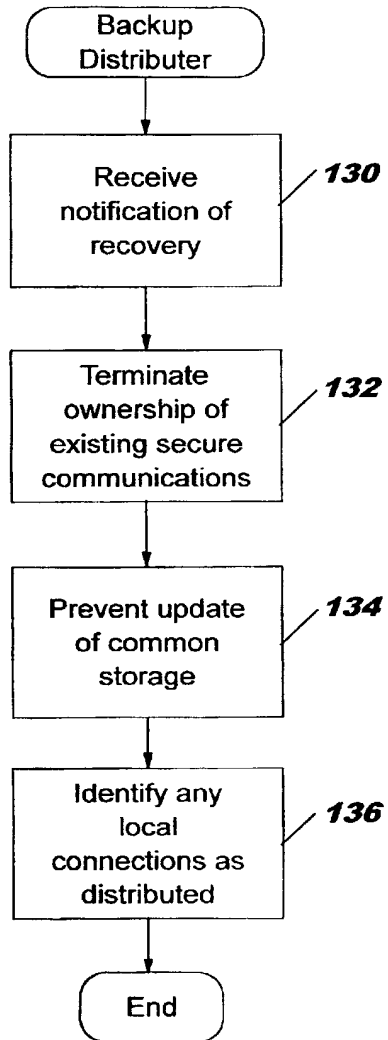 Backup
Distributer
Receive
notification of
recovery
130
Terminate
ownership of
existing secure
communications
132
Prevent update
of common
storage
134
Identify any
local
connections as
distributed
136
End